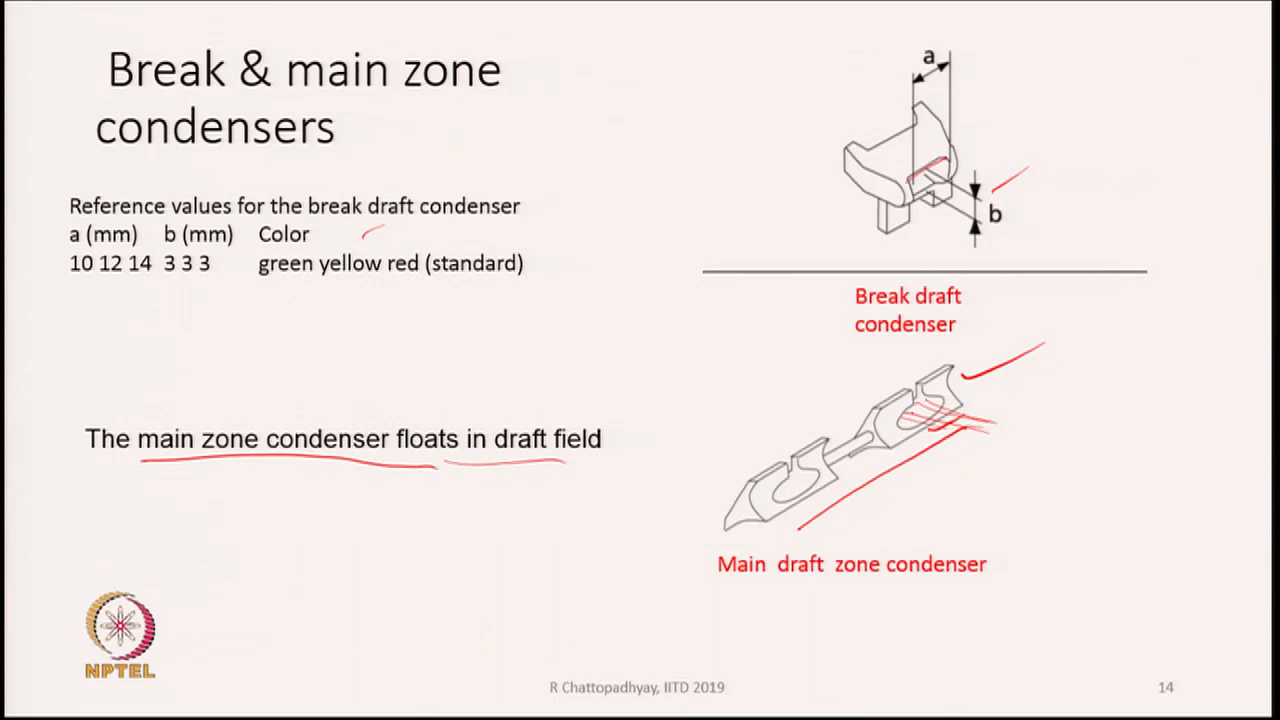 Break & main zone
condensers
Reference values for the break draft condenser
a (mm) b (mm) Color
10 12 14 3 3 3 green yellow red (standard)
The main zone condenser floats in draft field
a
b
Break draft
condenser
Main draft zone condenser
NPTEL
R Chattopadhyay, IITD 2019
14